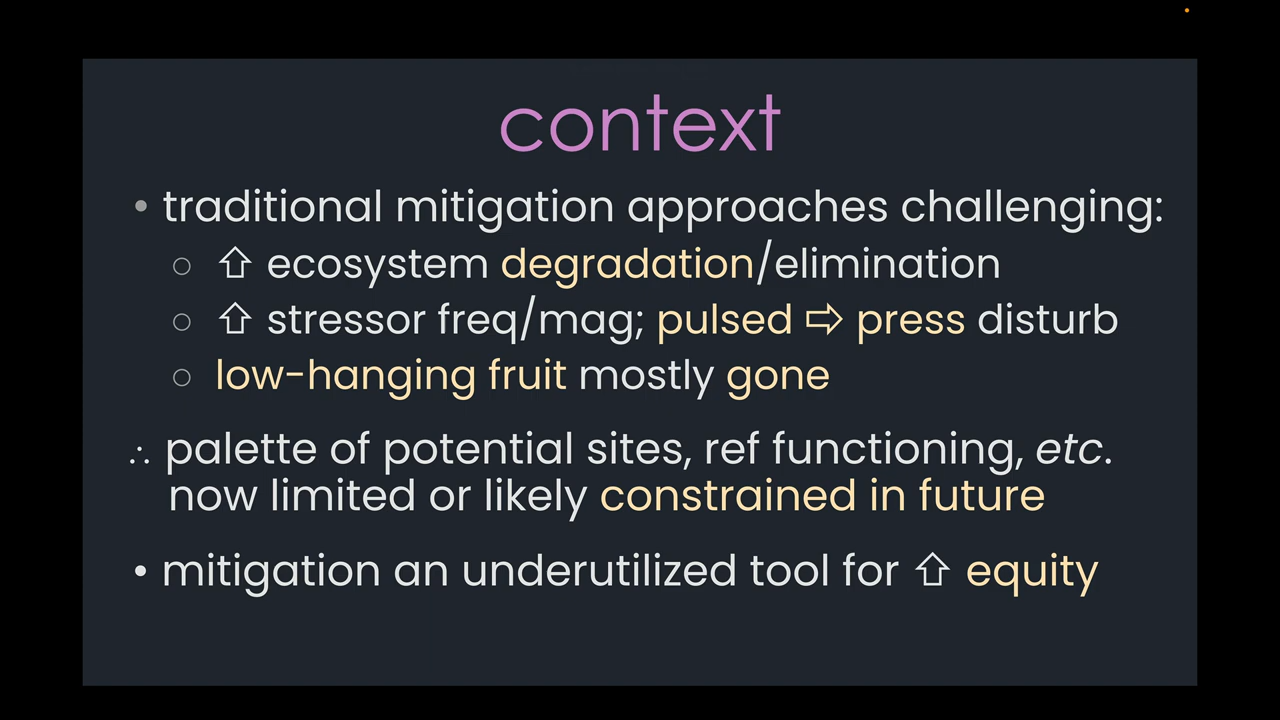 context
• traditional mitigation approaches challenging:
○ ⇧ ecosystem degradation/elimination
○ ⇧ stressor freq/mag; pulsed ⇨ press disturb
○ low-hanging fruit mostly gone
∴ palette of potential sites, ref functioning, etc.
now limited or likely constrained in future
• mitigation an underutilized tool for ⇧ equity